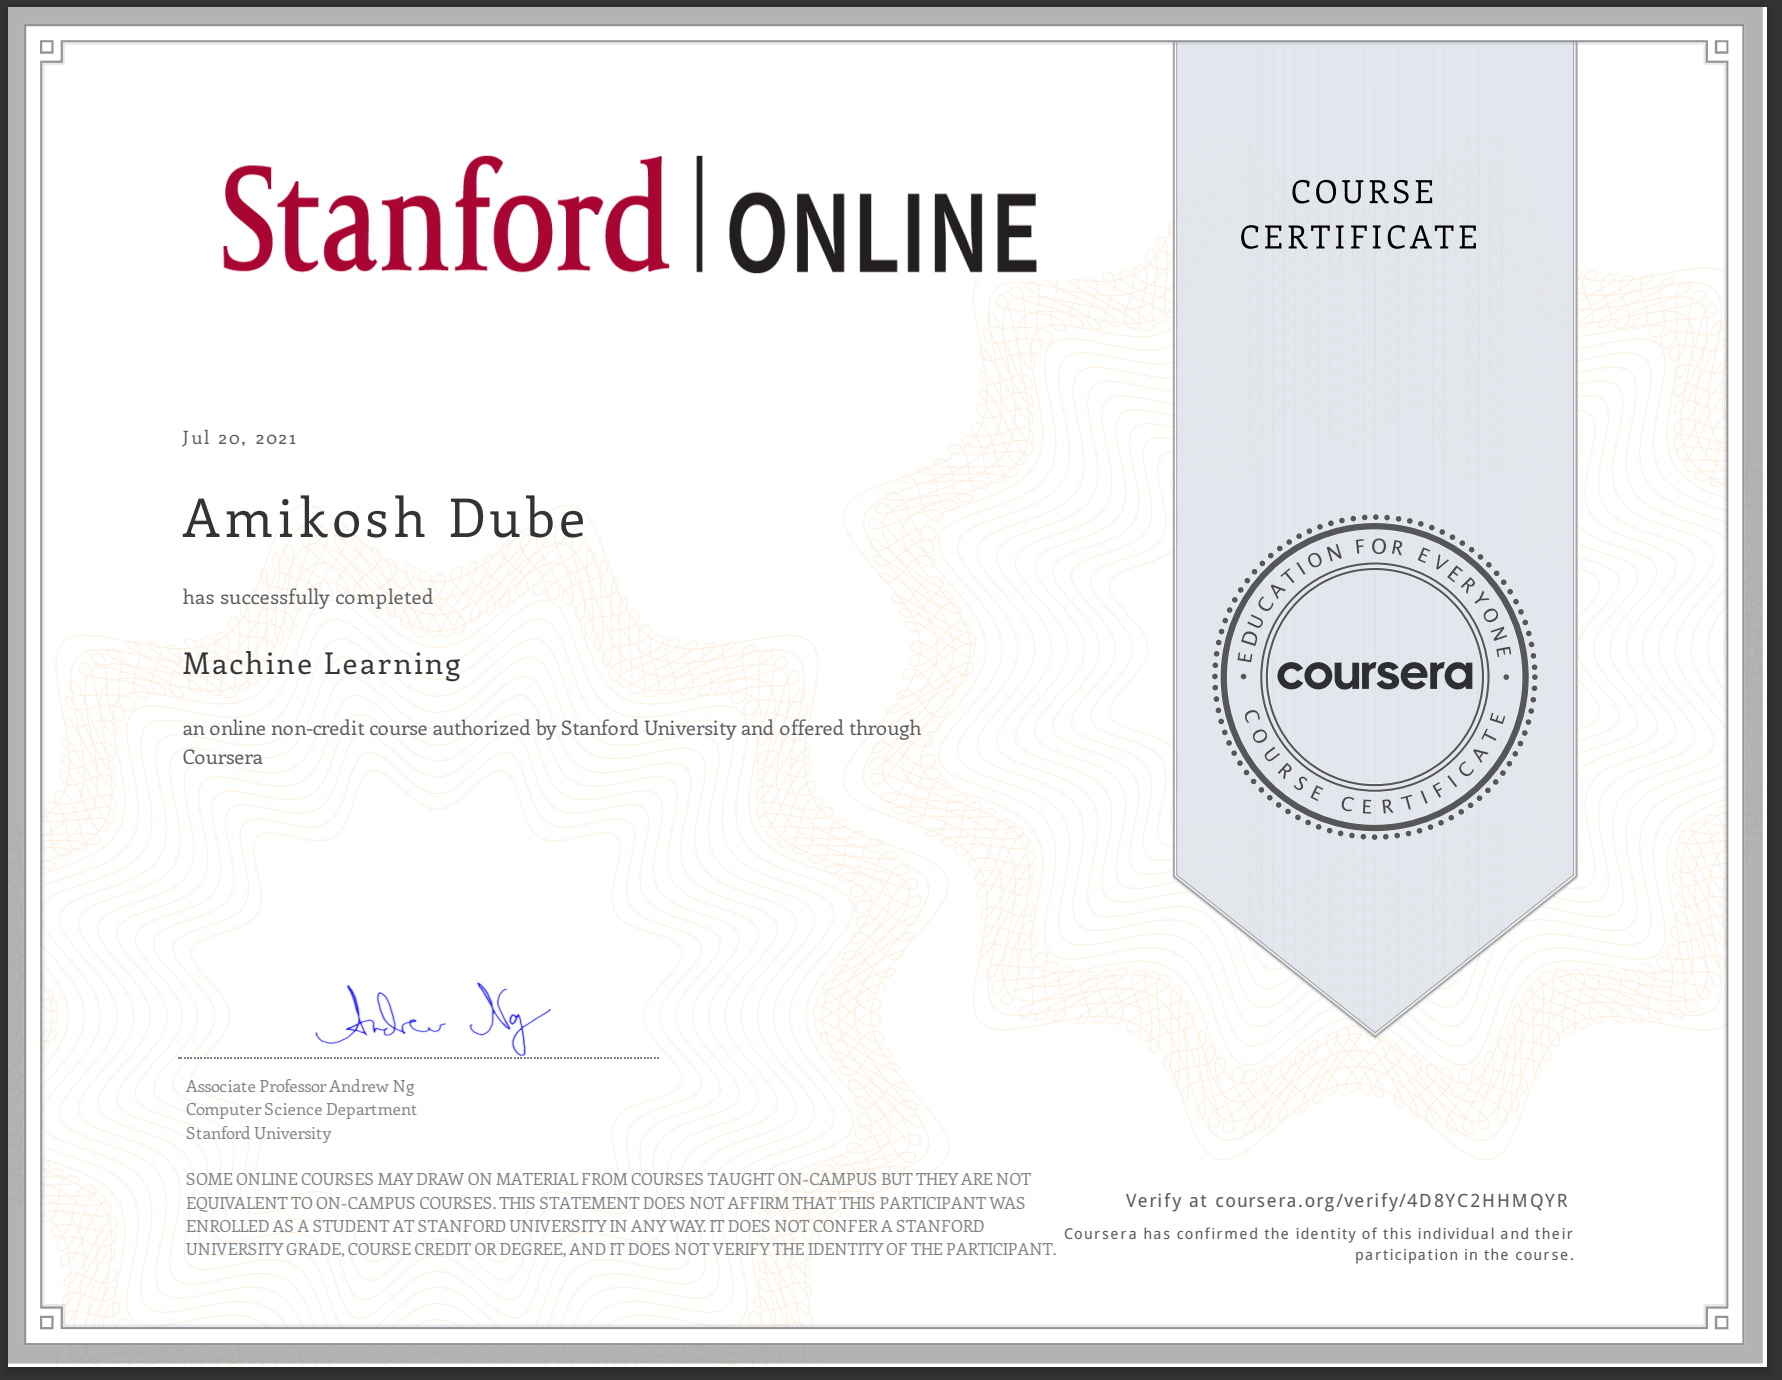 Stanford | ONLINE
COURSE
CERTIFICATE
Jul 20, 2021
Amikosh Dube
has successfully completed
Machine Learning
an online non-credit course authorized by Stanford University and offered through
Coursera
EDUCATION FOR EVERYONE
coursera
COURSE CERTIFICATE
Andrew Ng
Associate Professor Andrew Ng
Computer Science Department
Stanford University
SOME ONLINE COURSES MAY DRAW ON MATERIAL FROM COURSES TAUGHT ON-CAMPUS BUT THEY ARE NOT
EQUIVALENT TO ON-CAMPUS COURSES. THIS STATEMENT DOES NOT AFFIRM THAT THIS PARTICIPANT WAS
ENROLLED AS A STUDENT AT STANFORD UNIVERSITY IN ANY WAY. IT DOES NOT CONFER A STANFORD
UNIVERSITY GRADE, COURSE CREDIT OR DEGREE, AND IT DOES NOT VERIFY THE IDENTITY OF THE PARTICIPANT.
Verify at coursera.org/verify/4D8YC2HHMQYR
Coursera has confirmed the identity of this individual and their
participation in the course.